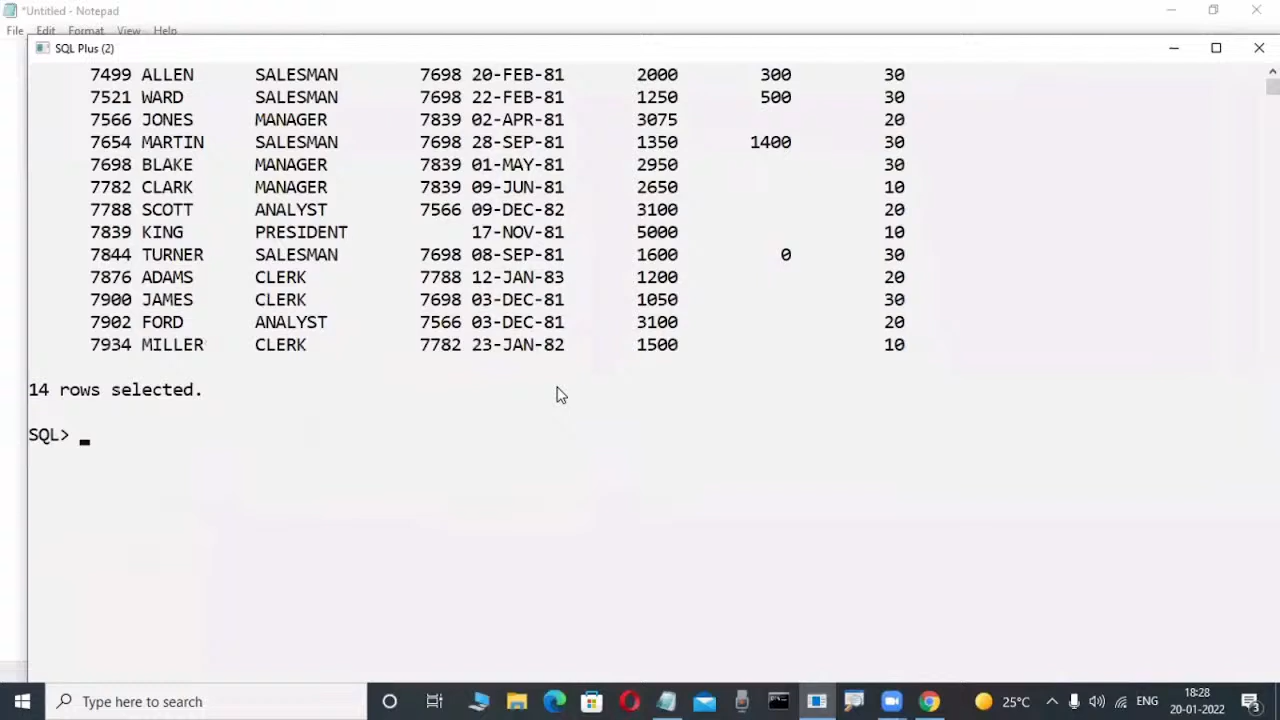 *Untitled - Notepad
File Edit Format View Help
SQL Plus (2)
7499 ALLEN SALESMAN 7698 20-FEB-81 2000 300 30
7521 WARD SALESMAN 7698 22-FEB-81 1250 500 30
7566 JONES MANAGER 7839 02-APR-81 3075 20
7654 MARTIN SALESMAN 7698 28-SEP-81 1350 1400 30
7698 BLAKE MANAGER 7839 01-MAY-81 2950 30
7782 CLARK MANAGER 7839 09-JUN-81 2650 10
7788 SCOTT ANALYST 7566 09-DEC-82 3100 20
7839 KING PRESIDENT 17-NOV-81 5000 10
7844 TURNER SALESMAN 7698 08-SEP-81 1600 0 30
7876 ADAMS CLERK 7788 12-JAN-83 1200 20
7900 JAMES CLERK 7698 03-DEC-81 1050 30
7902 FORD ANALYST 7566 03-DEC-81 3100 20
7934 MILLER CLERK 7782 23-JAN-82 1500 10
14 rows selected.
SQL> _
Type here to search 25°C ENG 18:28
20-01-2022 3